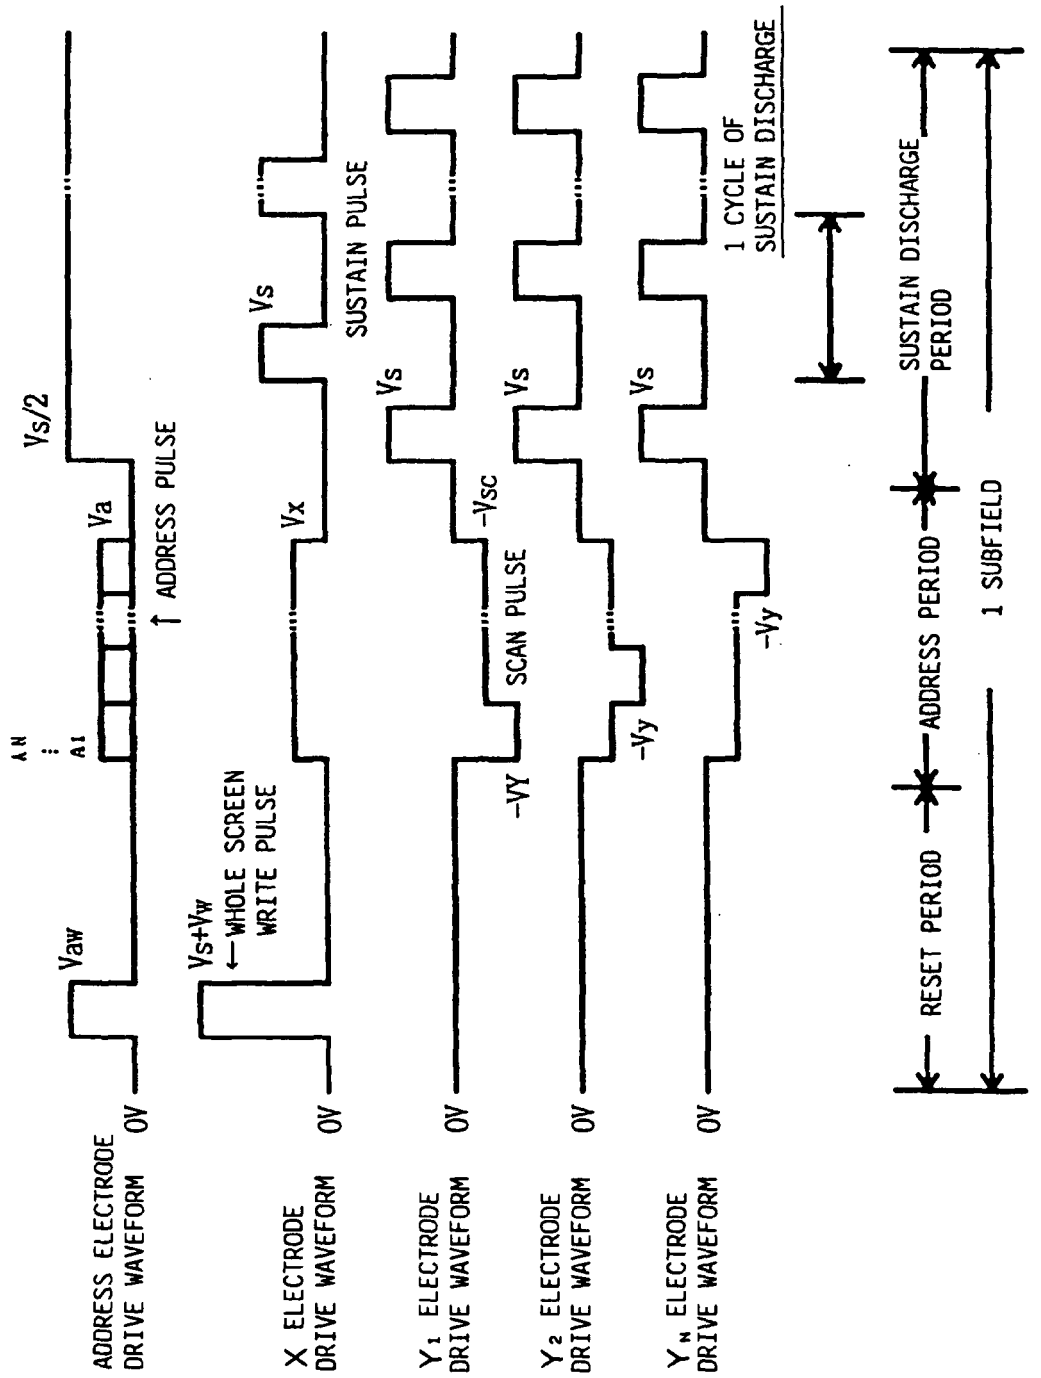 ADDRESS ELECTRODE
DRIVE WAVEFORM
0V
Vaw
AN
⋮
A1
Va
↑ ADDRESS PULSE
Vs/2
X ELECTRODE
DRIVE WAVEFORM
0V
Vs+Vw
←WHOLE SCREEN
WRITE PULSE
Vx
Vs
SUSTAIN PULSE
Y1 ELECTRODE
DRIVE WAVEFORM
0V
-VY
SCAN PULSE
-Vsc
Vs
Y2 ELECTRODE
DRIVE WAVEFORM
0V
-Vy
Vs
YN ELECTRODE
DRIVE WAVEFORM
0V
-Vy
Vs
1 CYCLE OF
SUSTAIN DISCHARGE
RESET PERIOD
ADDRESS PERIOD
SUSTAIN DISCHARGE
PERIOD
1 SUBFIELD